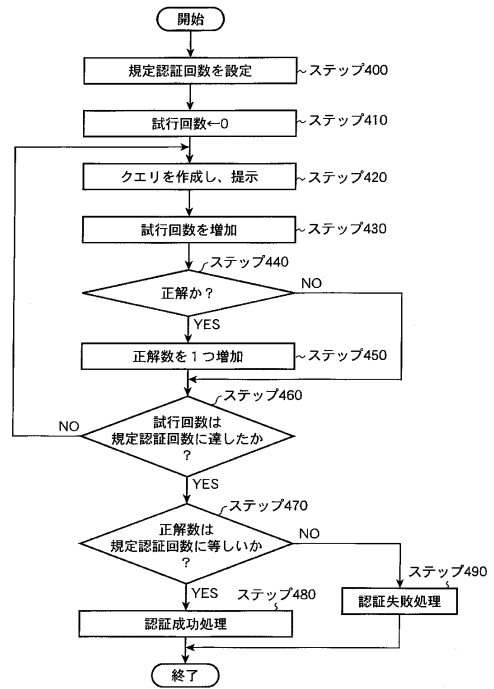 開始
規定認証回数を設定
ステップ400
試行回数←0
ステップ410
クエリを作成し、提示
ステップ420
試行回数を増加
ステップ430
ステップ440
正解か?
NO
YES
正解数を1つ増加
ステップ450
ステップ460
試行回数は
規定認証回数に達したか
?
NO
YES
ステップ470
正解数は
規定認証回数に等しいか
?
NO
YES
ステップ480
認証成功処理
ステップ490
認証失敗処理
終了